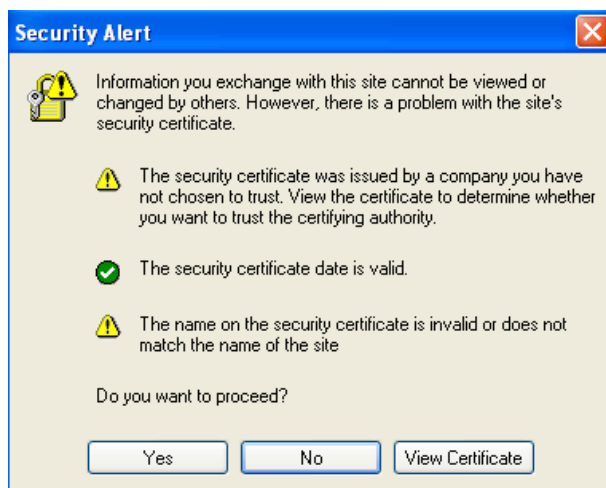 Security Alert
Information you exchange with this site cannot be viewed or
changed by others. However, there is a problem with the site's
security certificate.
The security certificate was issued by a company you have
not chosen to trust. View the certificate to determine whether
you want to trust the certifying authority.
The security certificate date is valid.
The name on the security certificate is invalid or does not
match the name of the site
Do you want to proceed?
Yes No View Certificate